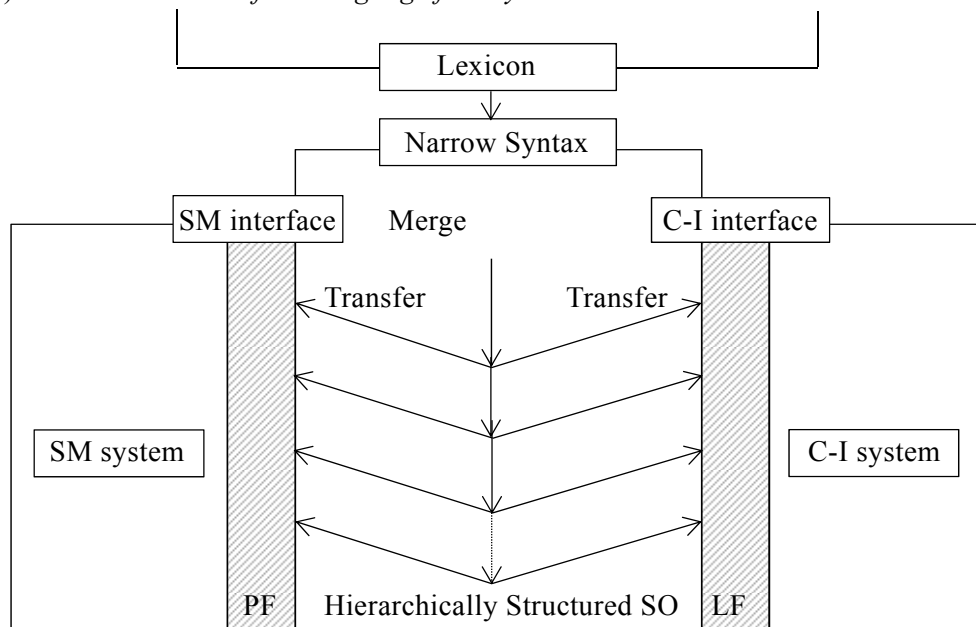 Lexicon
Narrow Syntax
SM interface Merge C-I interface
Transfer Transfer
SM system C-I system
PF Hierarchically Structured SO LF